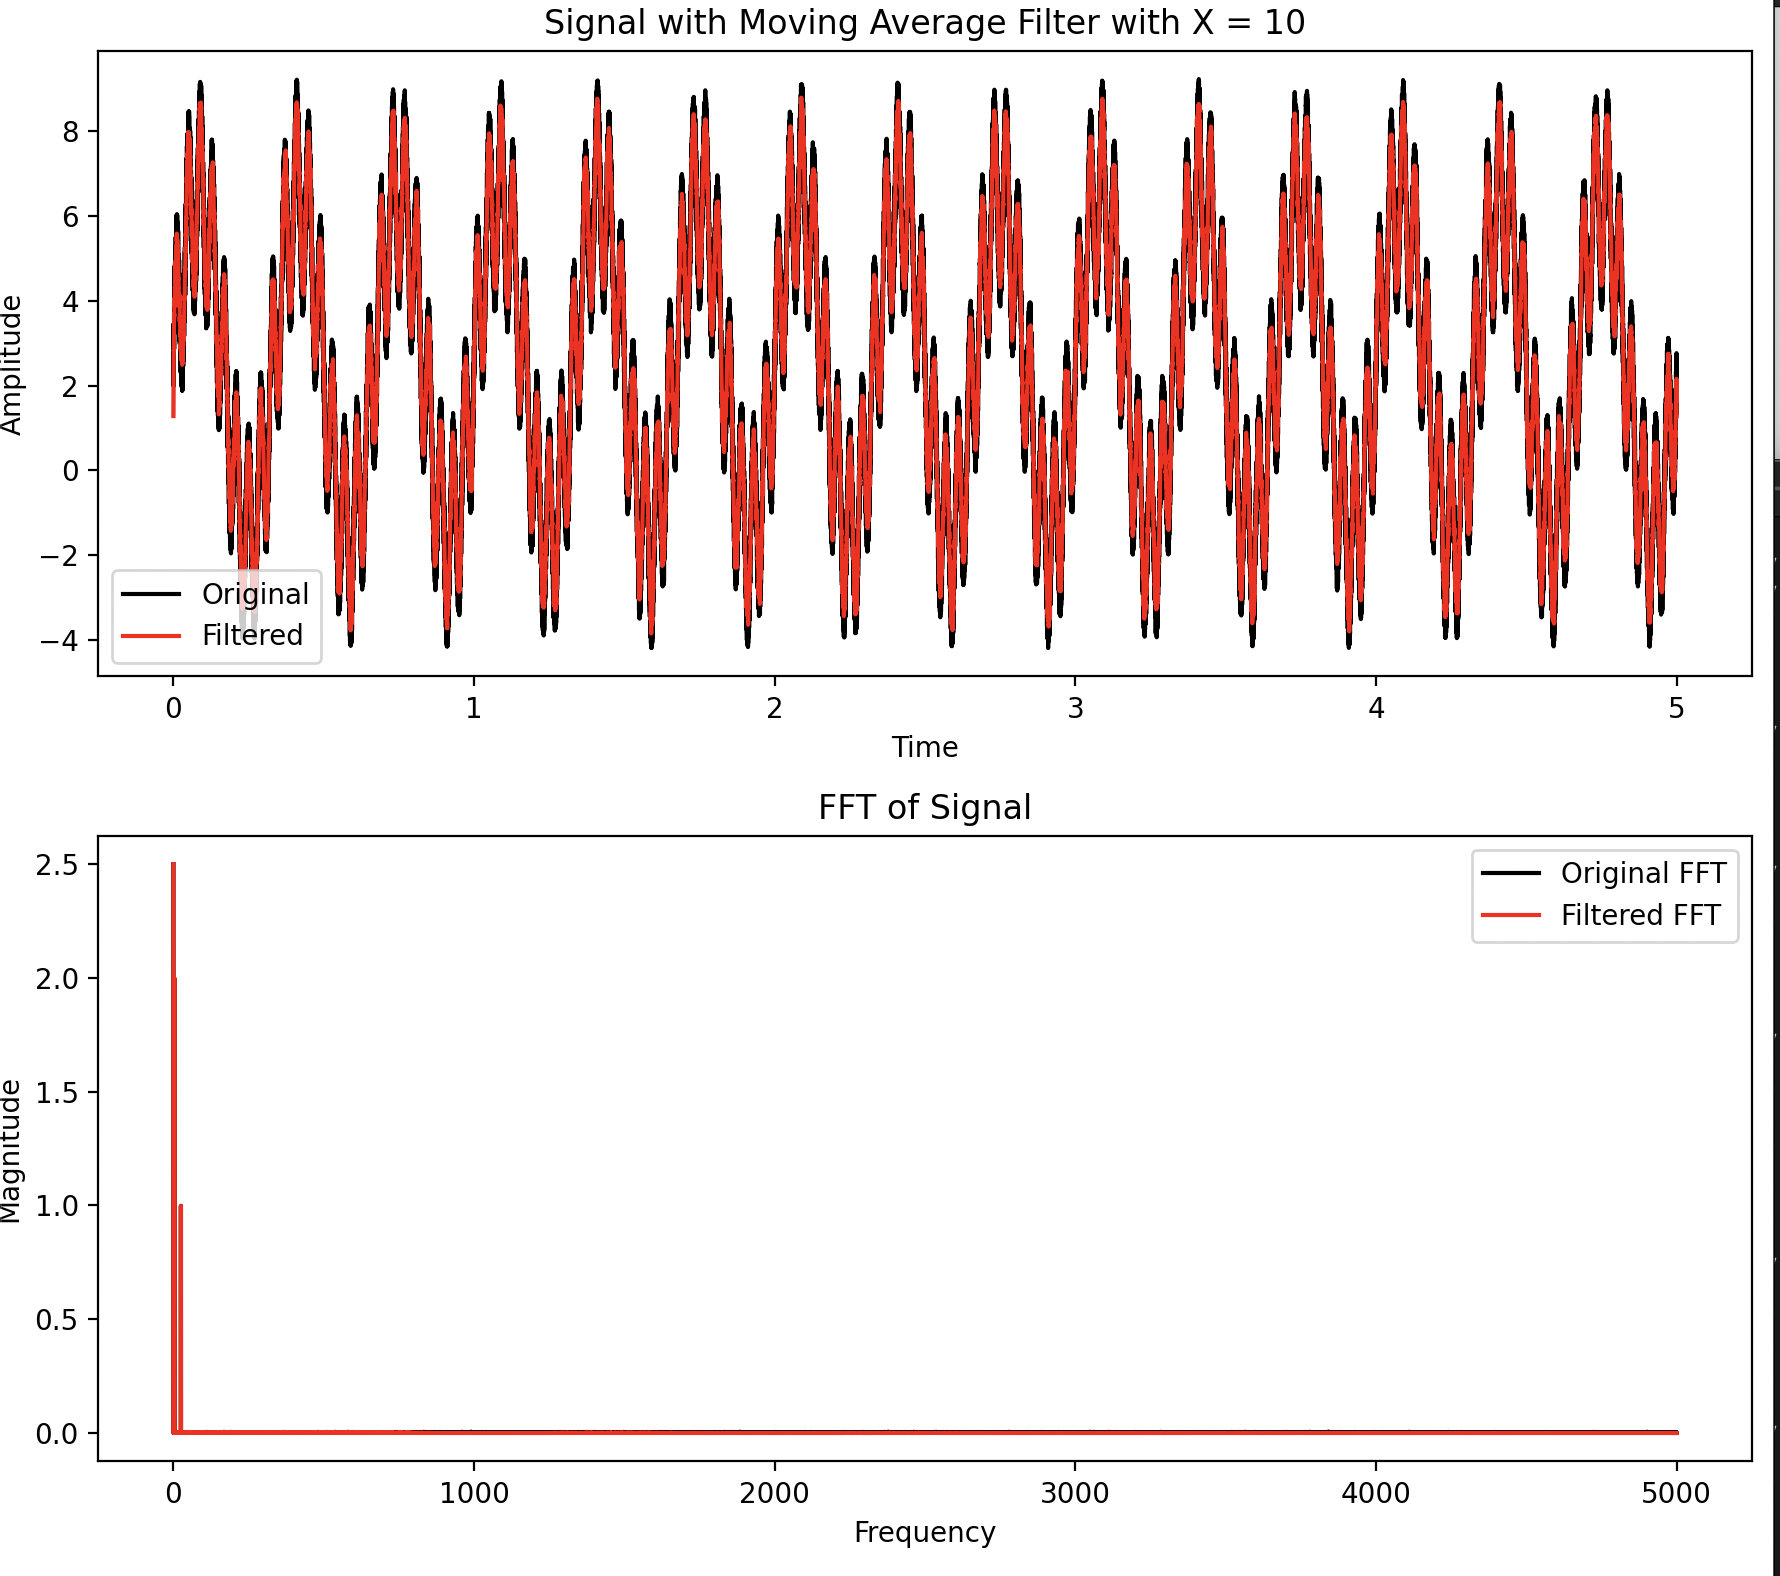 Signal with Moving Average Filter with X = 10
Amplitude
8
6
4
2
0
−2
−4
Original
Filtered
0 1 2 3 4 5
Time
FFT of Signal
Magnitude
2.5
2.0
1.5
1.0
0.5
0.0
Original FFT
Filtered FFT
0 1000 2000 3000 4000 5000
Frequency